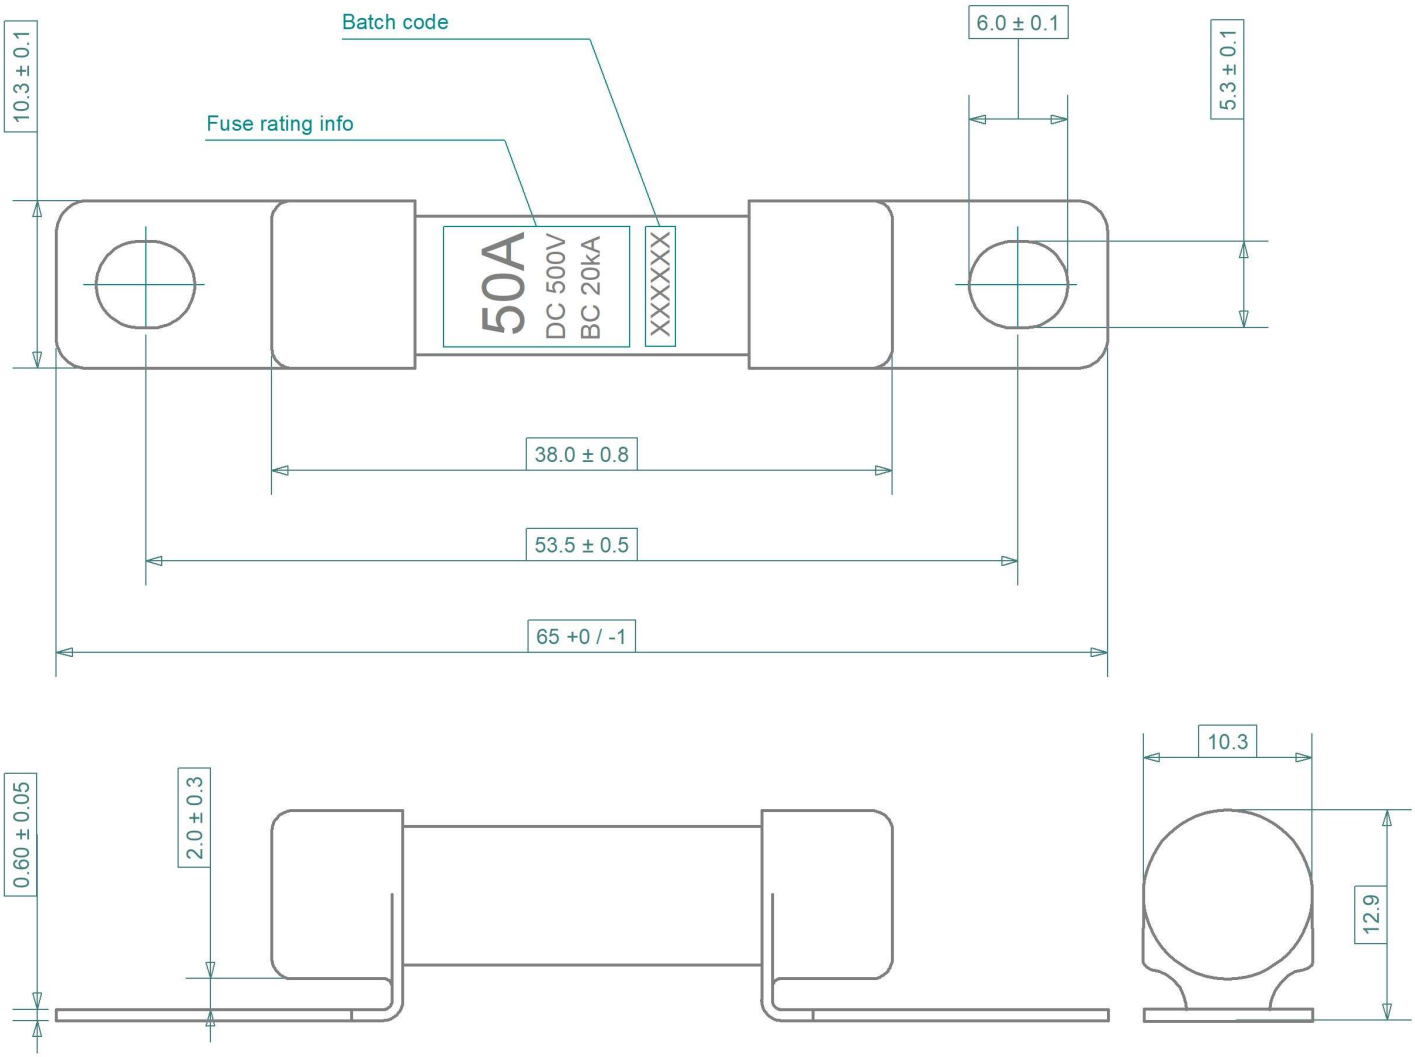 Batch code
6.0 ± 0.1
10.3 ± 0.1
5.3 ± 0.1
Fuse rating info
50A
DC 500V
BC 20kA
XXXXXX
38.0 ± 0.8
53.5 ± 0.5
65 +0 / -1
10.3
0.60 ± 0.05
2.0 ± 0.3
12.9